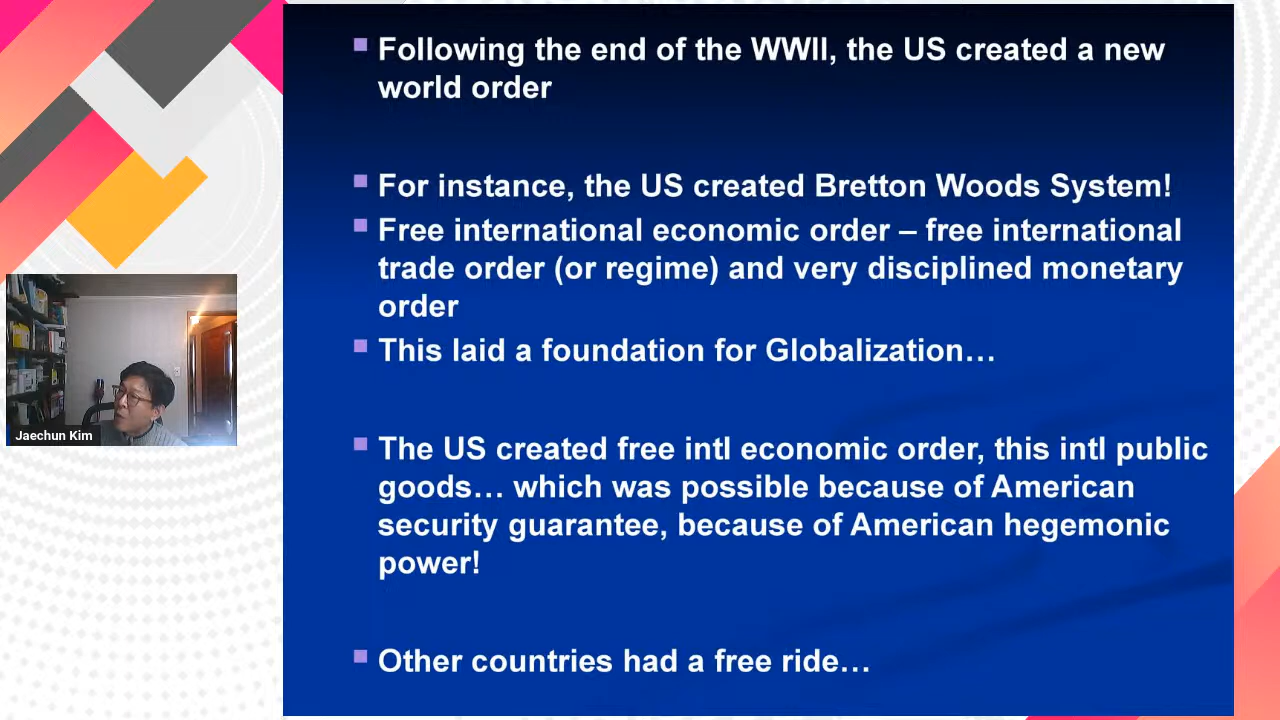 Following the end of the WWII, the US created a new
world order
For instance, the US created Bretton Woods System!
Free international economic order – free international
trade order (or regime) and very disciplined monetary
order
This laid a foundation for Globalization…
The US created free intl economic order, this intl public
goods… which was possible because of American
security guarantee, because of American hegemonic
power!
Other countries had a free ride…
Jaechun Kim